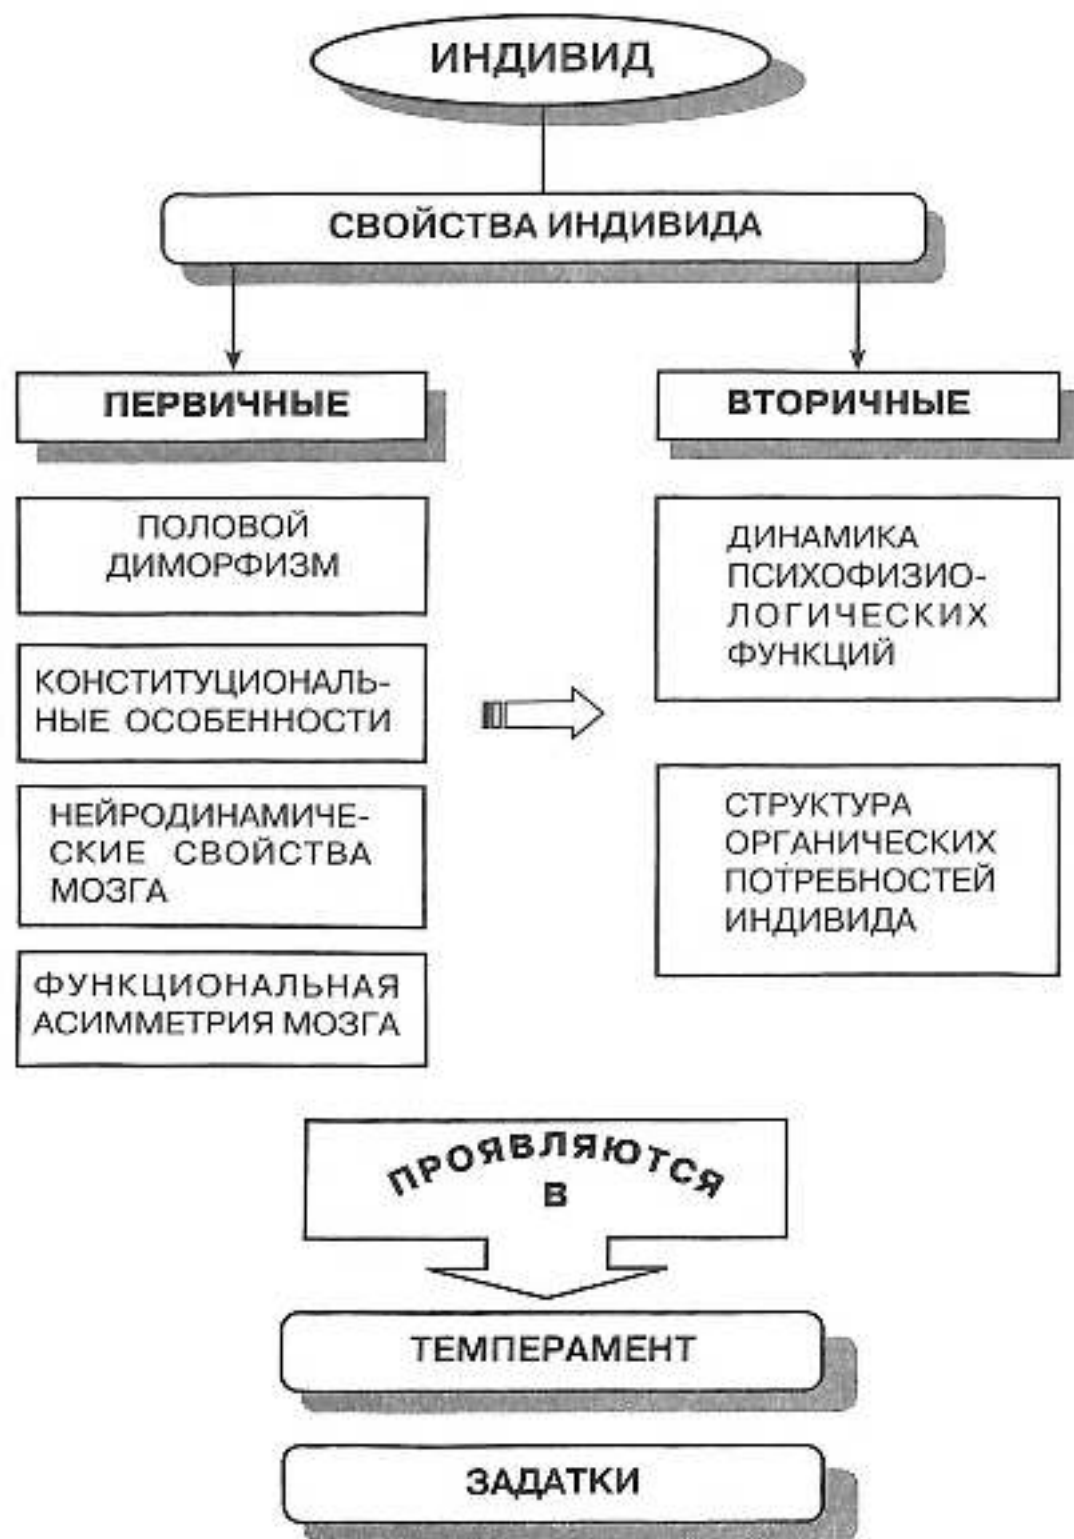 ИНДИВИД
СВОЙСТВА ИНДИВИДА
ПЕРВИЧНЫЕ
ПОЛОВОЙ
ДИМОРФИЗМ
КОНСТИТУЦИОНАЛЬ-
НЫЕ ОСОБЕННОСТИ
НЕЙРОДИНАМИЧЕ-
СКИЕ СВОЙСТВА
МОЗГА
ФУНКЦИОНАЛЬНАЯ
АСИММЕТРИЯ МОЗГА
ВТОРИЧНЫЕ
ДИНАМИКА
ПСИХОФИЗИО-
ЛОГИЧЕСКИХ
ФУНКЦИЙ
СТРУКТУРА
ОРГАНИЧЕСКИХ
ПОТРЕБНОСТЕЙ
ИНДИВИДА
ПРОЯВЛЯЮТСЯ
В
ТЕМПЕРАМЕНТ
ЗАДАТКИ